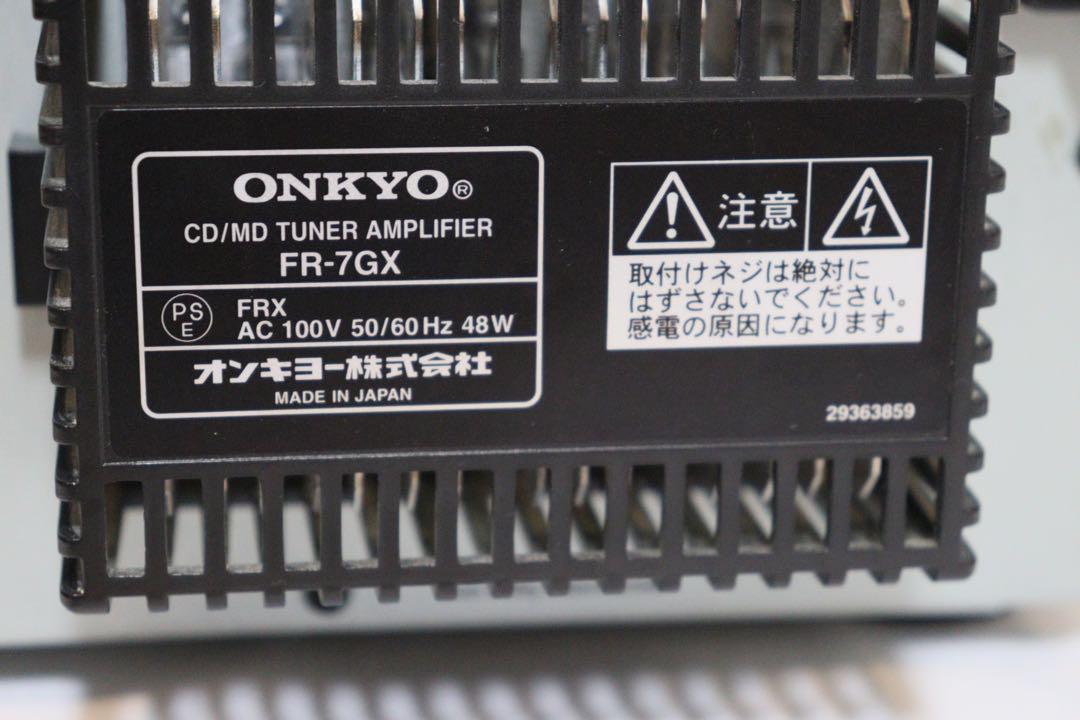 ONKYO®
CD/MD TUNER AMPLIFIER
FR-7GX
PS
E
FRX
AC 100V 50/60Hz 48W
オンキヨー株式会社
MADE IN JAPAN
注意
取付けネジは絶対に
はずさないでください。
感電の原因になります。
29363859